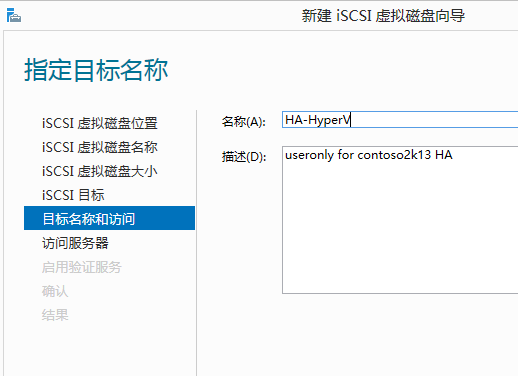 新建 iSCSI 虚拟磁盘向导
指定目标名称
iSCSI 虚拟磁盘位置
iSCSI 虚拟磁盘名称
iSCSI 虚拟磁盘大小
iSCSI 目标
目标名称和访问
访问服务器
启用验证服务
确认
结果
名称(A):
HA-HyperV
描述(D):
useronly for contoso2k13 HA